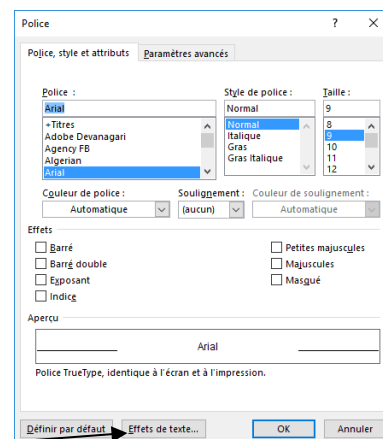 Police ? ×
Police, style et attributs Paramètres avancés
Police : Style de police : Taille :
Arial Normal 9
+Titres Normal 8
Adobe Devanagari Italique 9
Agency FB Gras 10
Algerian Gras Italique 11
Arial 12
Couleur de police : Soulignement : Couleur de soulignement :
Automatique (aucun) Automatique
Effets
Barré Petites majuscules
Barré double Majuscules
Exposant Masqué
Indice
Aperçu
Arial
Police TrueType, identique à l'écran et à l'impression.
Définir par défaut Effets de texte... OK Annuler